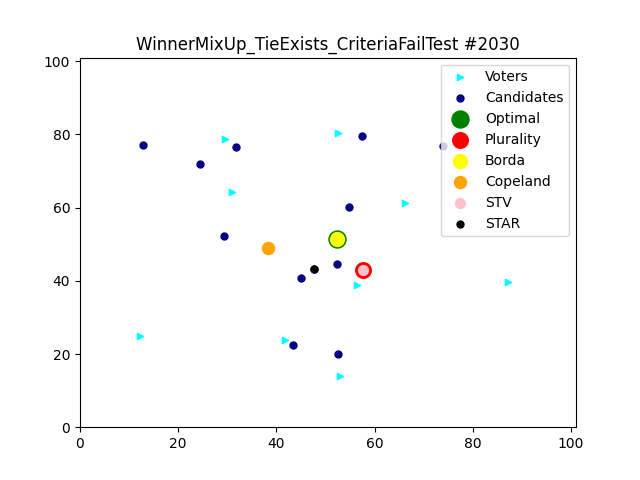 WinnerMixUp_TieExists_CriteriaFailTest #2030
100
80
60
40
20
0
0
20
40
60
80
100
Voters
Candidates
Optimal
Plurality
Borda
Copeland
STV
STAR